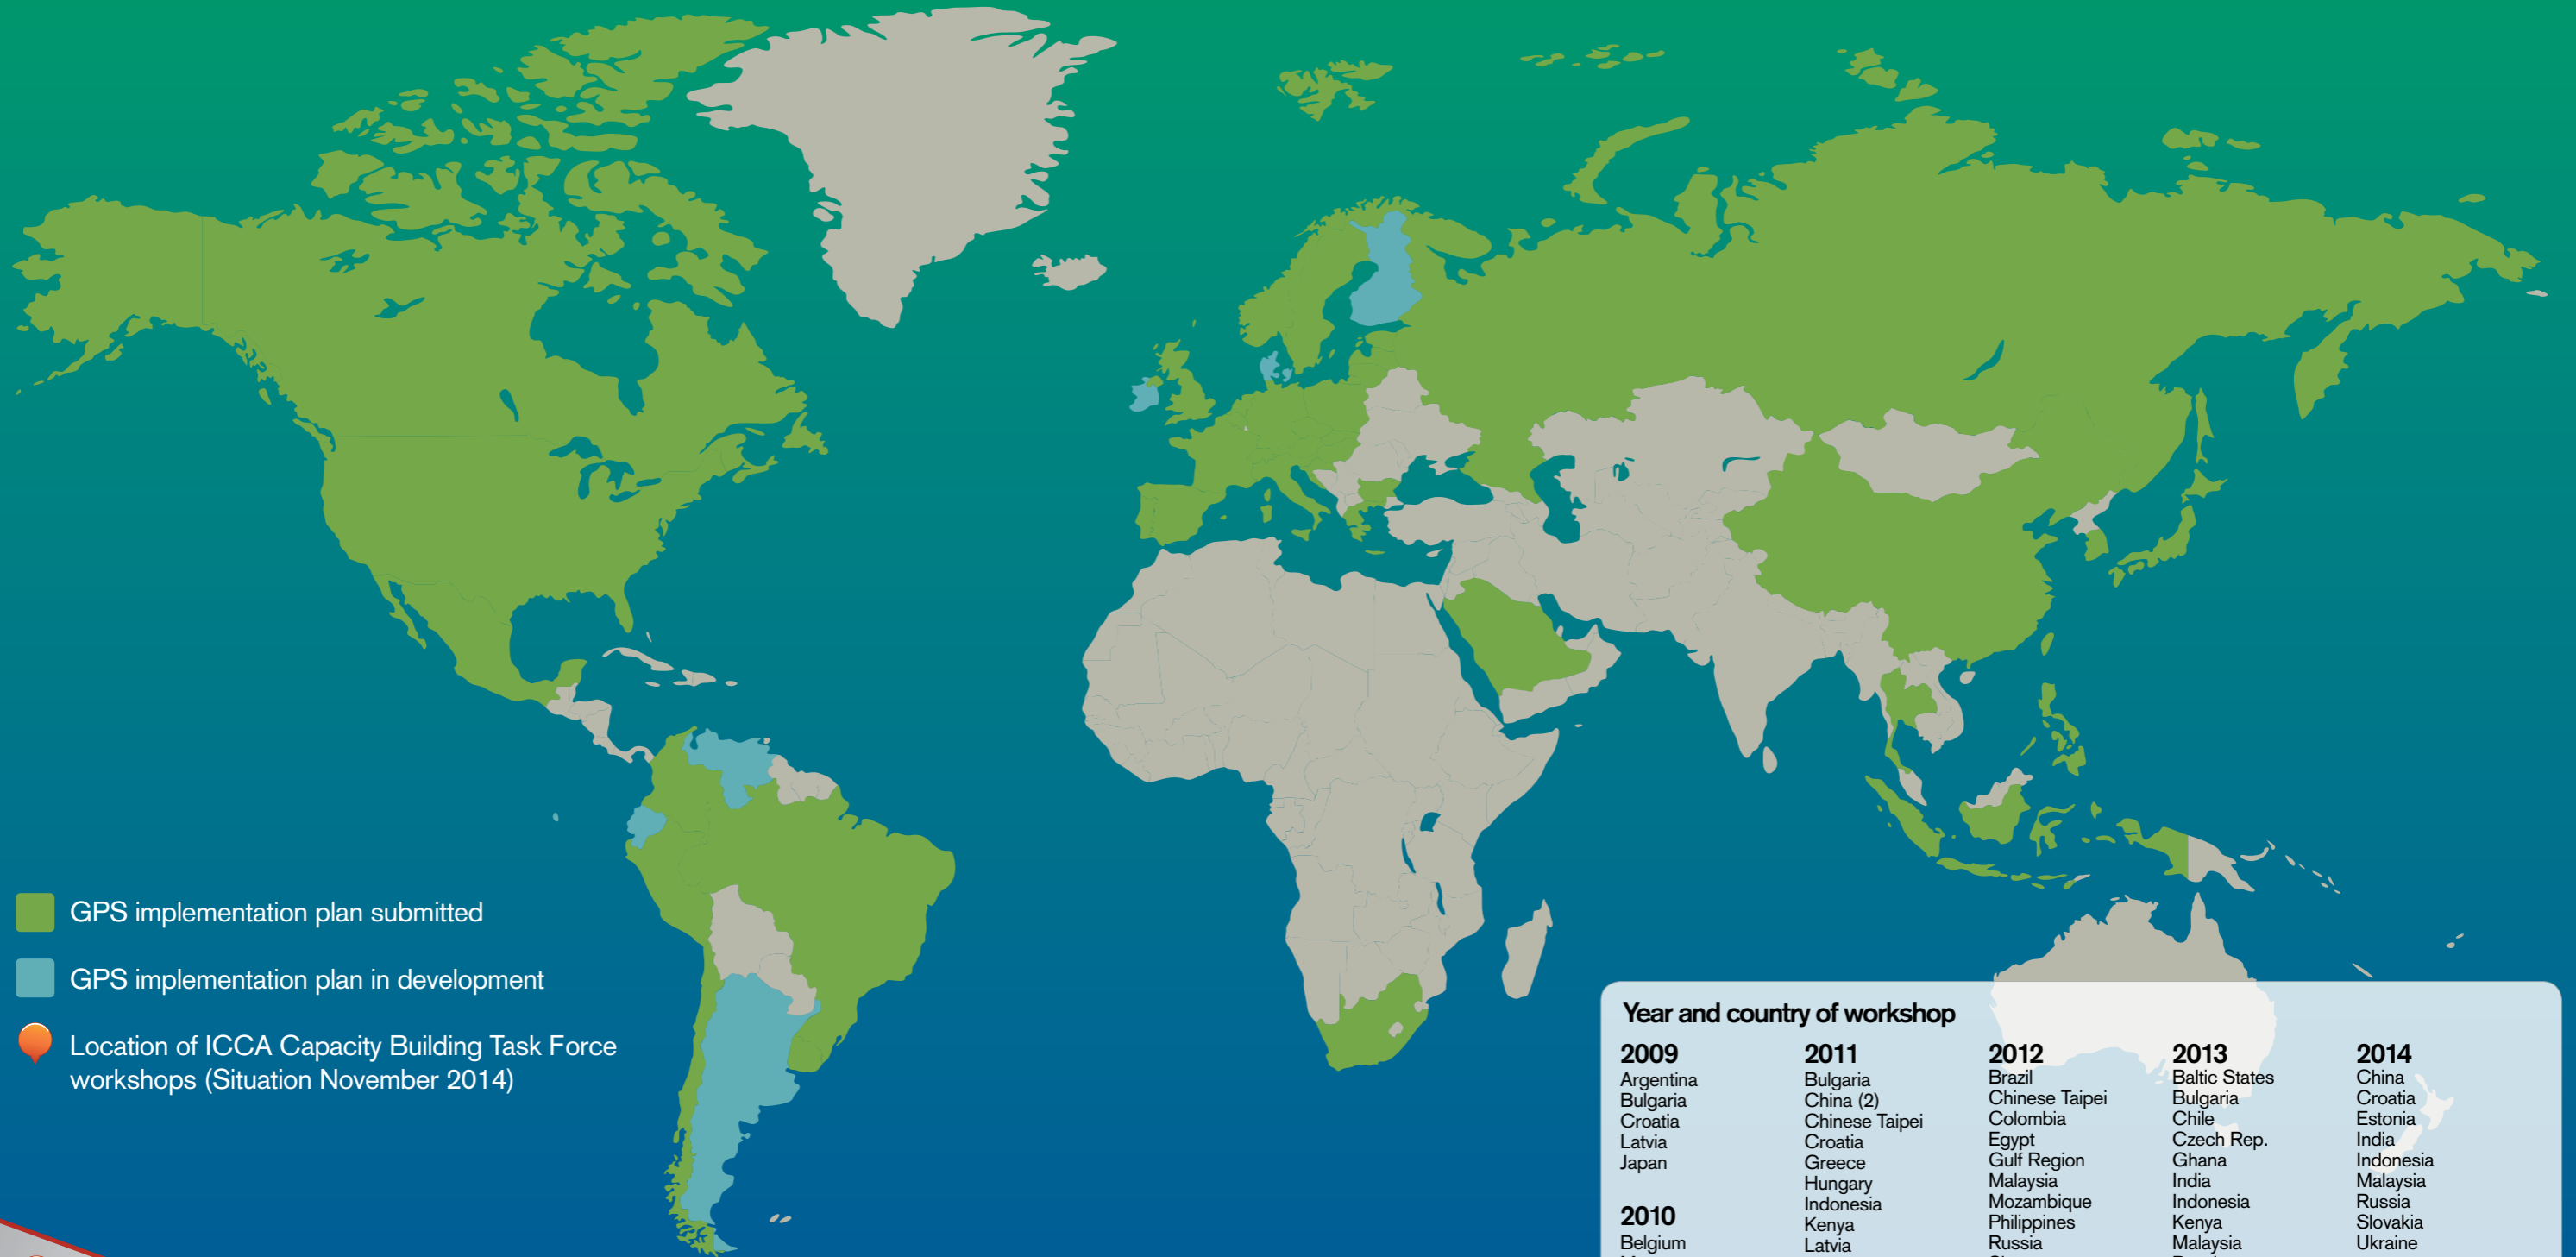 GPS implementation plan submitted
GPS implementation plan in development
Location of ICCA Capacity Building Task Force
workshops (Situation November 2014)
Year and country of workshop
2009
Argentina
Bulgaria
Croatia
Latvia
Japan
2010
Belgium
2011
Bulgaria
China (2)
Chinese Taipei
Croatia
Greece
Hungary
Indonesia
Kenya
Latvia
2012
Brazil
Chinese Taipei
Colombia
Egypt
Gulf Region
Malaysia
Mozambique
Philippines
Russia
2013
Baltic States
Bulgaria
Chile
Czech Rep.
Ghana
India
Indonesia
Kenya
Malaysia
2014
China
Croatia
Estonia
India
Indonesia
Malaysia
Russia
Slovakia
Ukraine